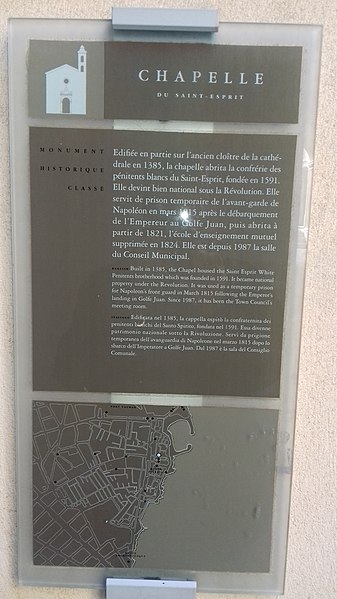 CHAPELLE
DU SAINT-ESPRIT
MONUMENT
HISTORIQUE
CLASSÉ
Edifiée en partie sur l'ancien cloître de la cathé-
drale en 1385, la chapelle abrita la confrérie des
pénitents blancs du Saint-Esprit, fondée en 1591.
Elle devint bien national sous la Révolution. Elle
servit de prison temporaire de l'avant-garde de
Napoléon en mars 1815 après le débarquement
de l'Empereur au Golfe Juan, puis abrita à
partir de 1821, l'école d'enseignement mutuel
supprimée en 1824. Elle est depuis 1987 la salle
du Conseil Municipal.
Built in 1385, the Chapel housed the Saint Esprit White
Penitents brotherhood which was founded in 1591. It became national
property under the Revolution. It was used as a temporary prison
for Napoleon's front guard in March 1815 following the Emperor's
landing in Golfe Juan. Since 1987, it has been the Town Council's
meeting room.
Edificata nel 1385, la cappella ospitò la confraternita dei
penitenti bianchi del Santo Spirito, fondata nel 1591. Essa divenne
patrimonio nazionale sotto la Rivoluzione. Servì da prigione
temporanea dell'avanguardia di Napoleone nel marzo 1815 dopo lo
sbarco dell'Imperatore a Golfe Juan. Dal 1987 è la sala del Consiglio
Comunale.
PORT VAUBAN